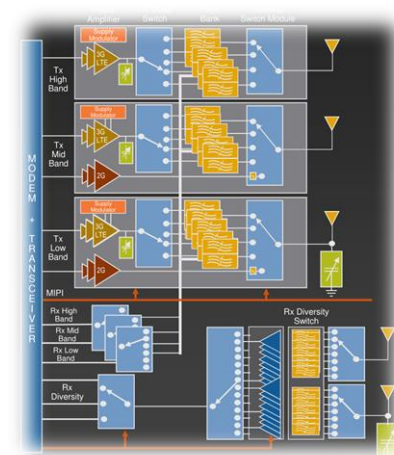 Amplifier
Switch
Bank
Switch Module
Supply
Modulator
3G
LTE
Tx
High
Band
Supply
Modulator
3G
LTE
Tx
Mid
Band
2G
Supply
Modulator
3G
LTE
Tx
Low
Band
2G
MODEM + TRANSCEIVER
MIPI
Rx High
Band
Rx Mid
Band
Rx Low
Band
Rx
Diversity
Rx Diversity
Switch